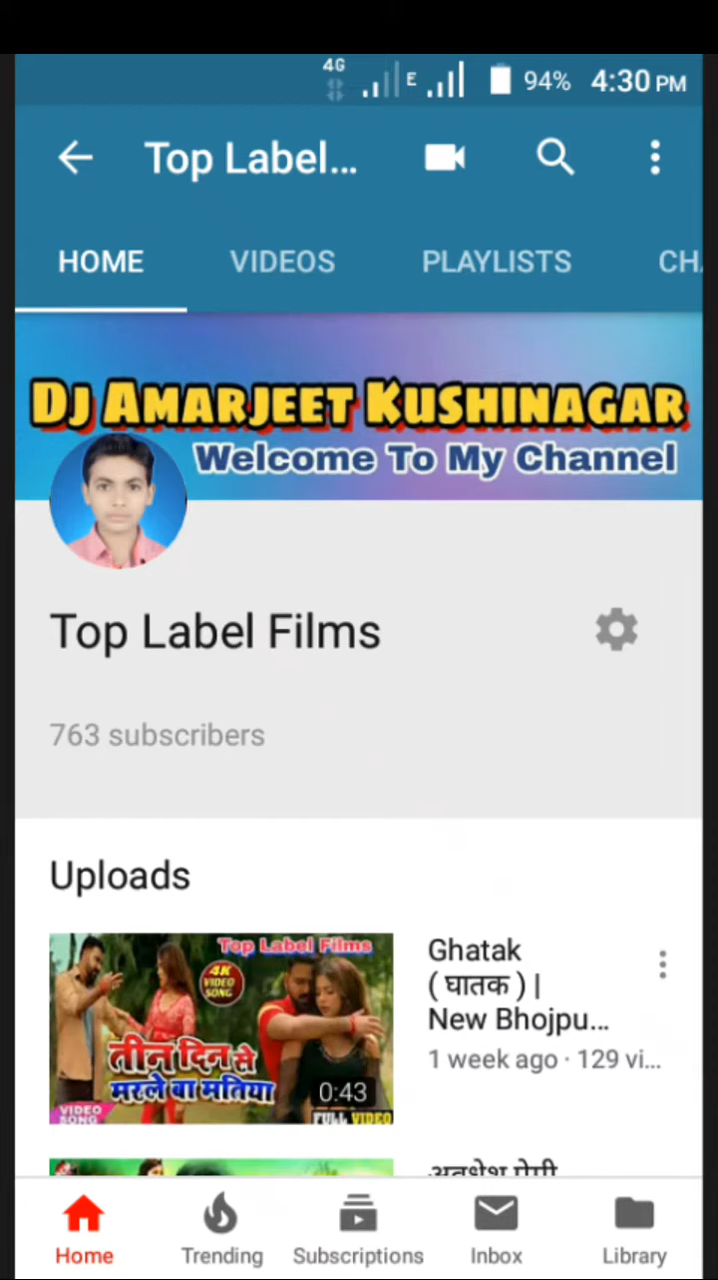 4G E 94% 4:30 PM
Top Label...
HOME VIDEOS PLAYLISTS CHA
DJ AMARJEET KUSHINAGAR
Welcome To My Channel
Top Label Films
763 subscribers
Uploads
Top Label Films
4K
VIDEO
SONG
तीन दिन से
मरले बा मतिया
0:43
VIDEO
SONG
FULL VIDEO
Ghatak
( घातक ) |
New Bhojpu...
1 week ago · 129 vi...
Home Trending Subscriptions Inbox Library